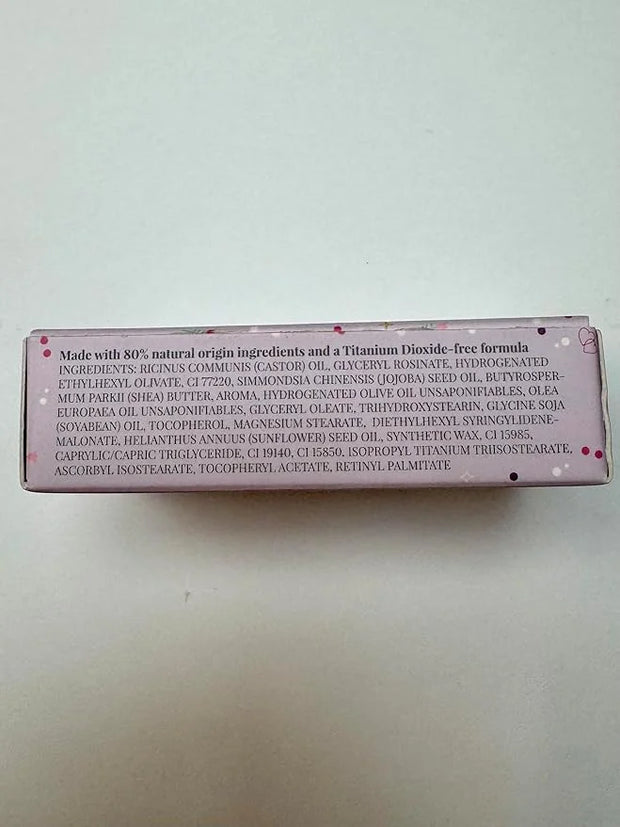 Made with 80% natural origin ingredients and a Titanium Dioxide-free formula
INGREDIENTS: RICINUS COMMUNIS (CASTOR) OIL, GLYCERYL ROSINATE, HYDROGENATED
ETHYLHEXYL OLIVATE, CI 77220, SIMMONDSIA CHINENSIS (JOJOBA) SEED OIL, BUTYROSPER-
MUM PARKII (SHEA) BUTTER, AROMA, HYDROGENATED OLIVE OIL UNSAPONIFIABLES, OLEA
EUROPAEA OIL UNSAPONIFIABLES, GLYCERYL OLEATE, TRIHYDROXYSTEARIN, GLYCINE SOJA
(SOYABEAN) OIL, TOCOPHEROL, MAGNESIUM STEARATE, DIETHYLHEXYL SYRINGYLIDENE-
MALONATE, HELIANTHUS ANNUUS (SUNFLOWER) SEED OIL, SYNTHETIC WAX, CI 15985,
CAPRYLIC/CAPRIC TRIGLYCERIDE, CI 19140, CI 15850. ISOPROPYL TITANIUM TRIISOSTEARATE,
ASCORBYL ISOSTEARATE, TOCOPHERYL ACETATE, RETINYL PALMITATE